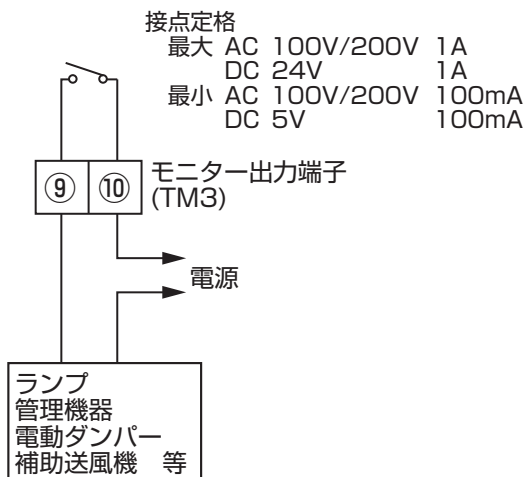 接点定格
最大 AC 100V/200V 1A
DC 24V 1A
最小 AC 100V/200V 100mA
DC 5V 100mA
⑨ ⑩ モニター出力端子
(TM3)
電源
ランプ
管理機器
電動ダンパー
補助送風機 等